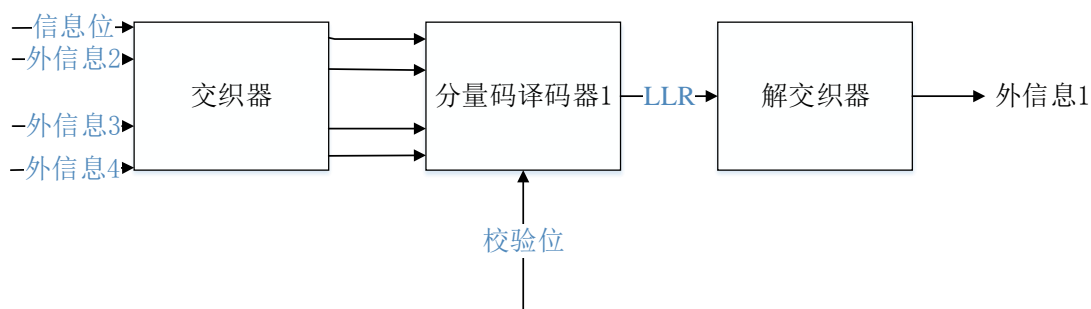 信息位
外信息2
外信息3
外信息4
交织器
分量码译码器1
LLR
解交织器
外信息1
校验位